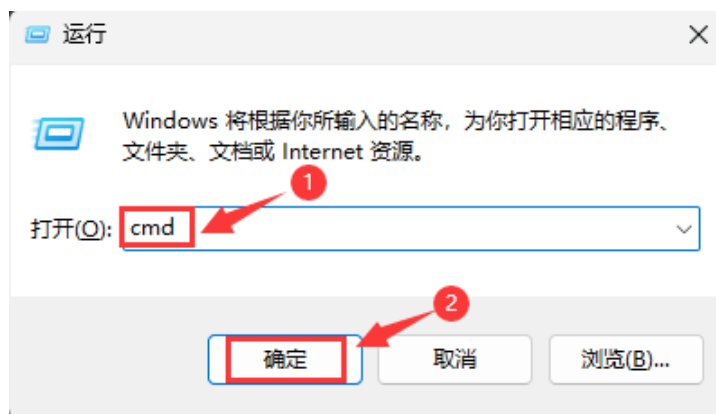 运行
Windows 将根据你所输入的名称，为你打开相应的程序、
文件夹、文档或 Internet 资源。
1
打开(O): cmd
2
确定 取消 浏览(B)...